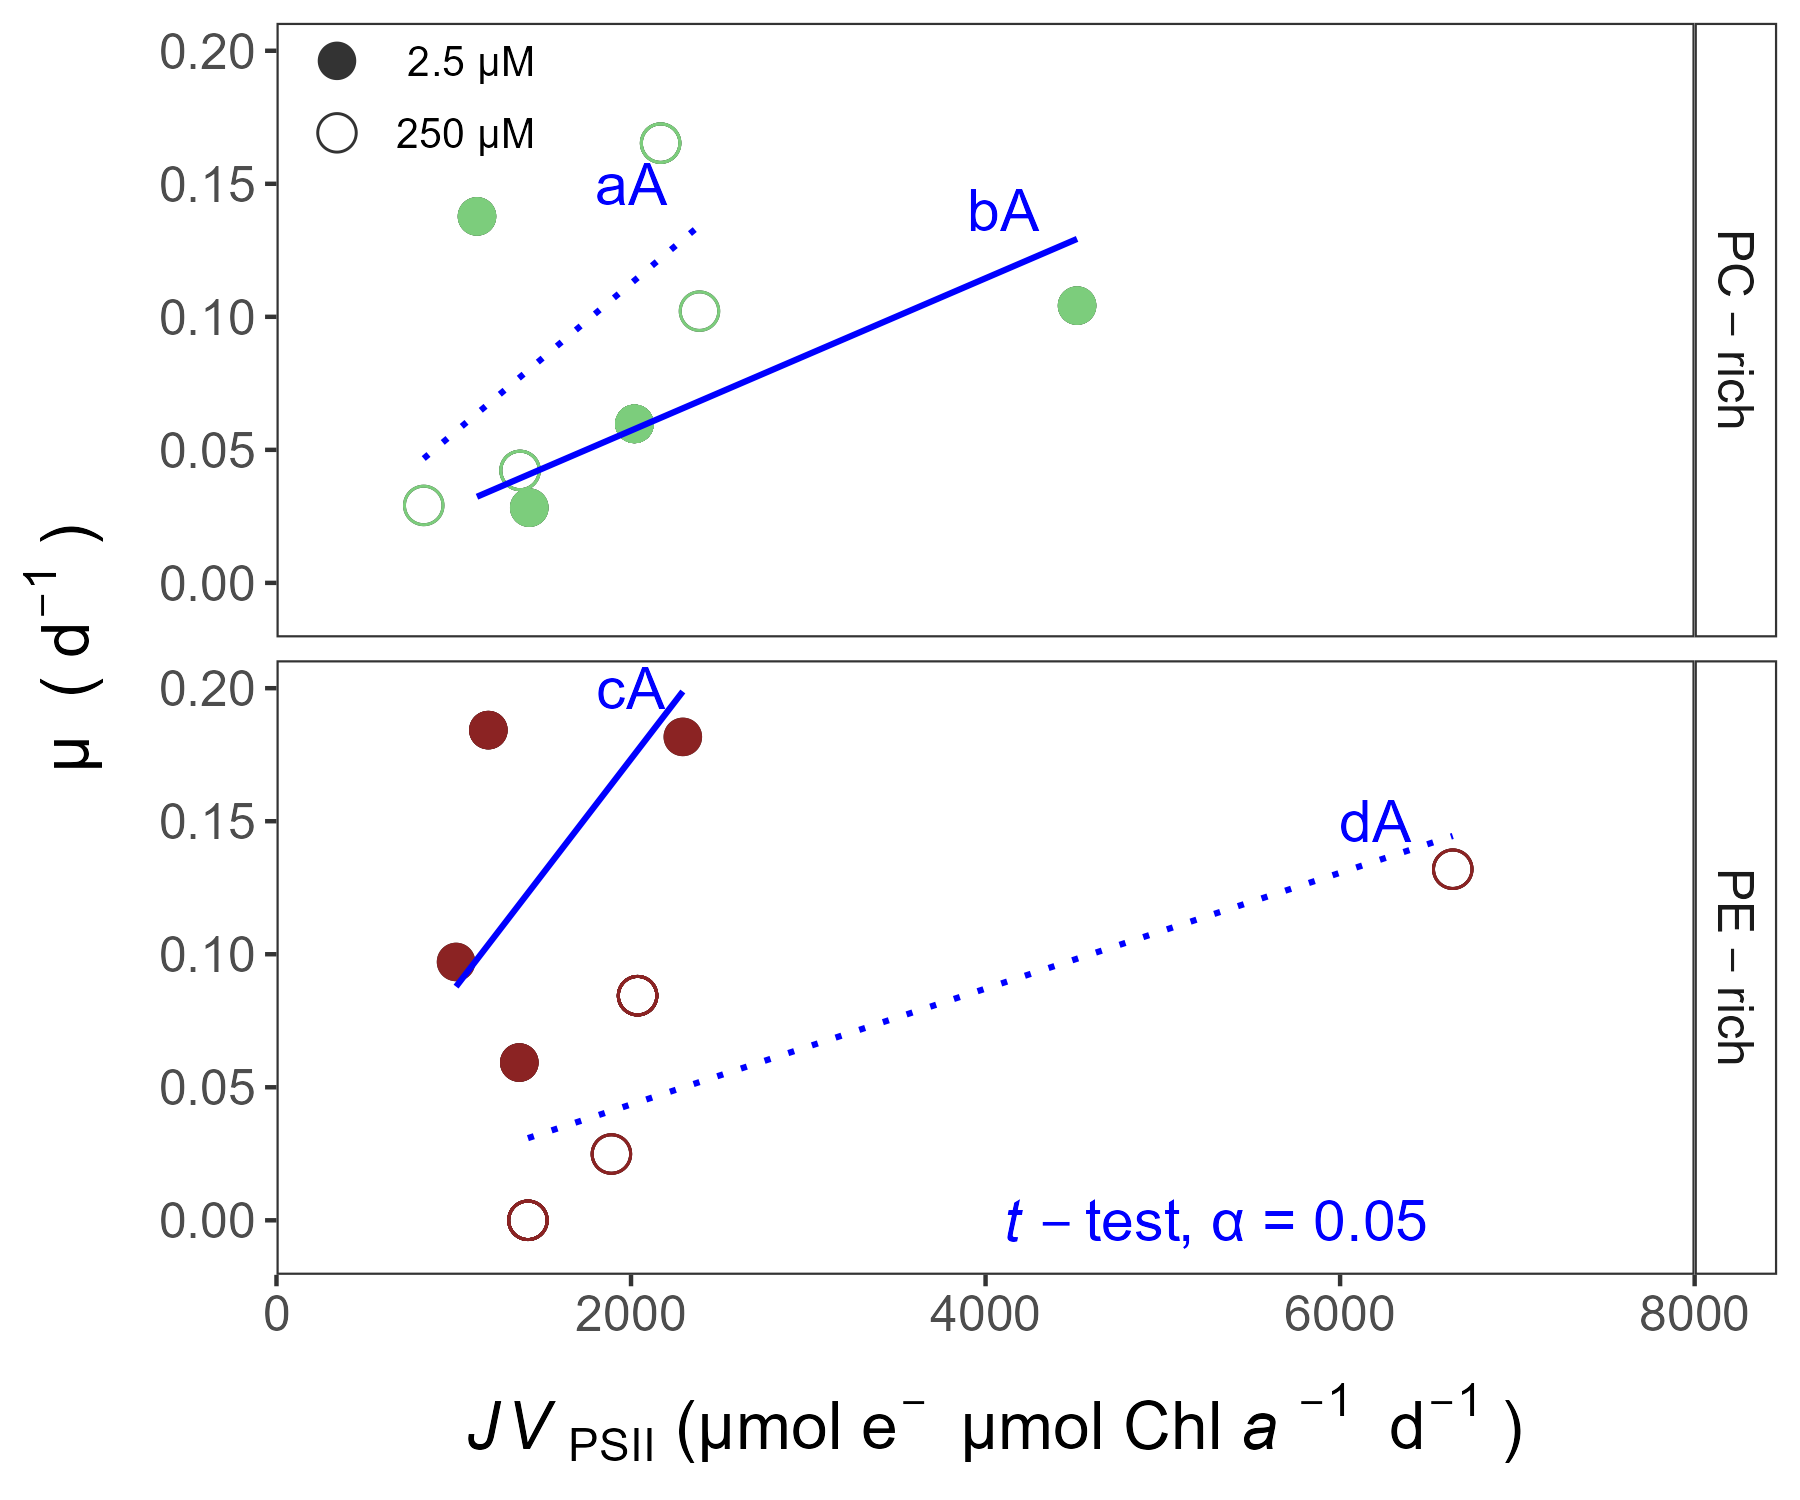 0.20
0.15
0.10
0.05
0.00
2.5 µM
250 µM
aA
bA
PC − rich
µ ( d⁻¹ )
0.20
0.15
0.10
0.05
0.00
cA
dA
t − test, α = 0.05
PE − rich
0 2000 4000 6000 8000
JV PSII (µmol e⁻ µmol Chl a ⁻¹ d⁻¹ )